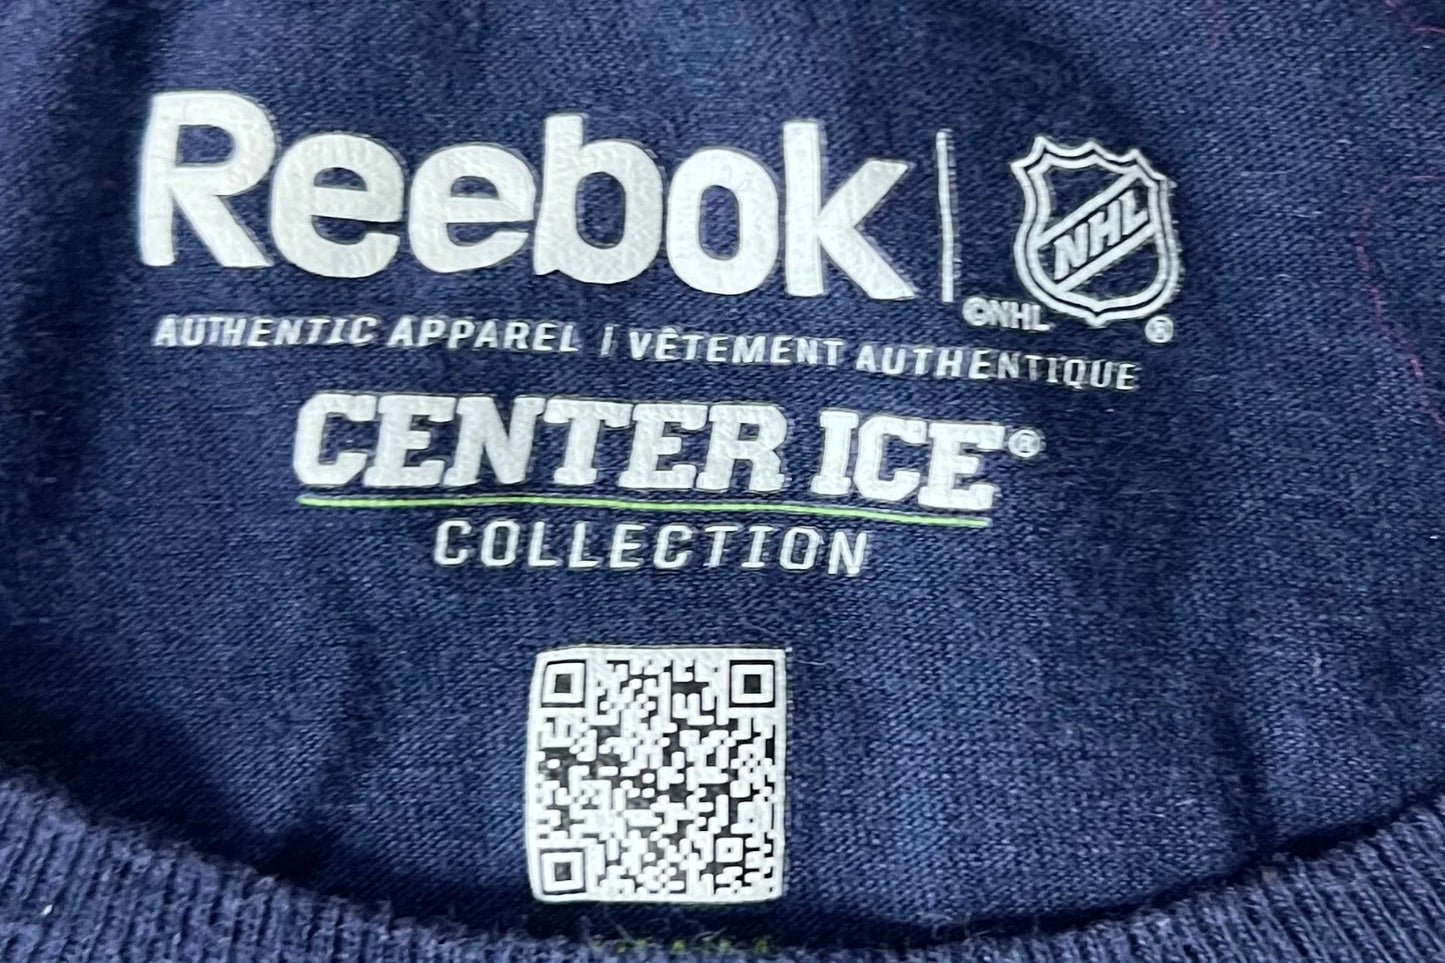 Reebok | NHL
©NHL ®
AUTHENTIC APPAREL | VÊTEMENT AUTHENTIQUE
CENTER ICE®
COLLECTION